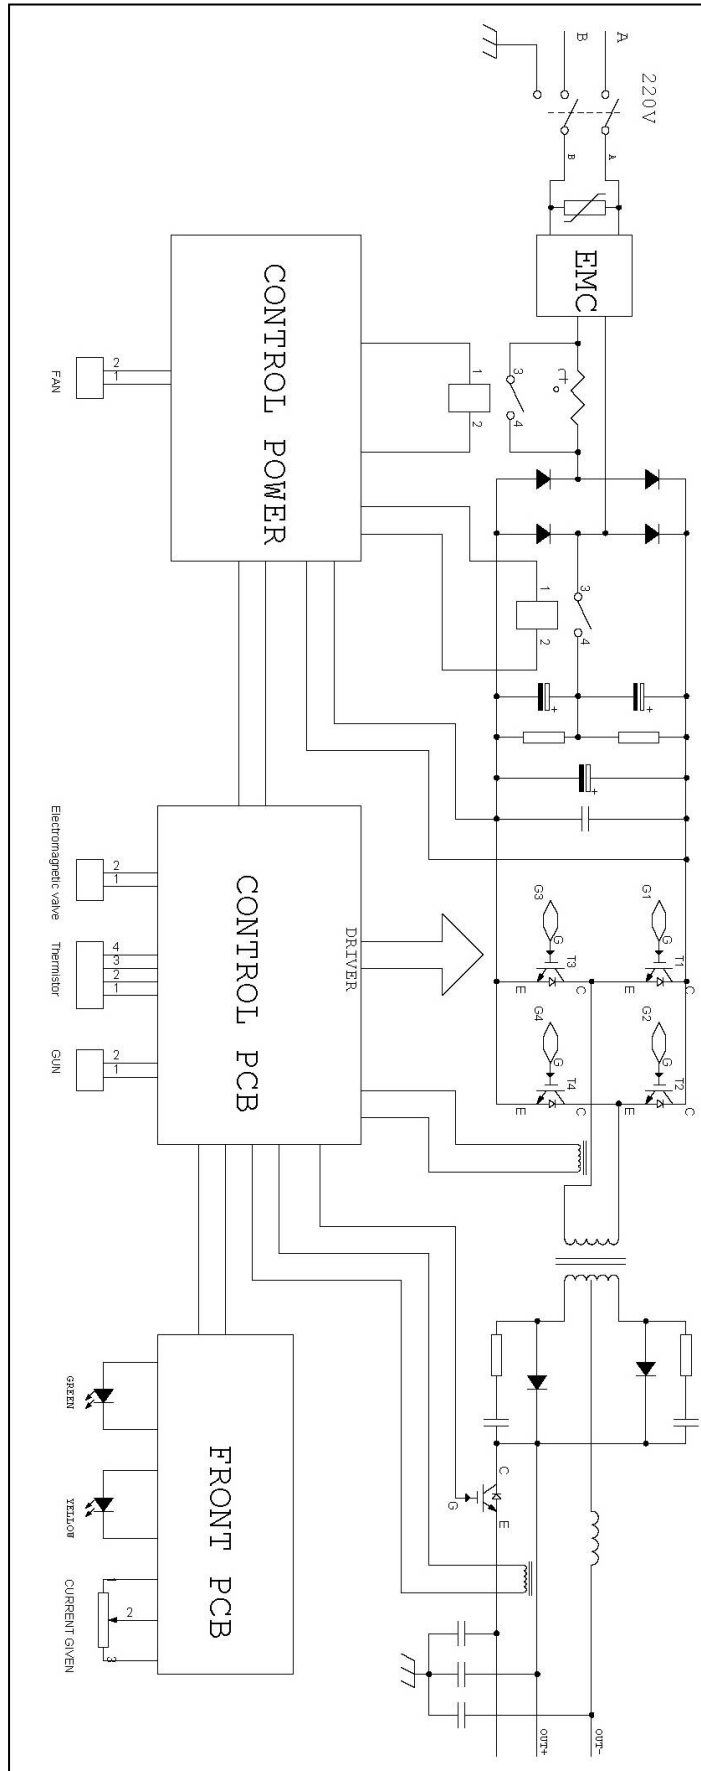 A
B
220V
A
B
EMC
t°
3
4
1
2
CONTROL POWER
2
1
FAN
3
4
1
2
+
+
+
CONTROL PCB
DRIVER
2
1
Electromagnetic valve
4
3
2
1
Thermistor
2
1
GUN
G1
G
T1
C
E
G3
G
T3
C
E
G2
G
T2
C
E
G4
G
T4
C
E
C
G
E
FRONT PCB
GREEN
YELLOW
1
2
3
CURRENT GIVEN
OUT+
OUT-